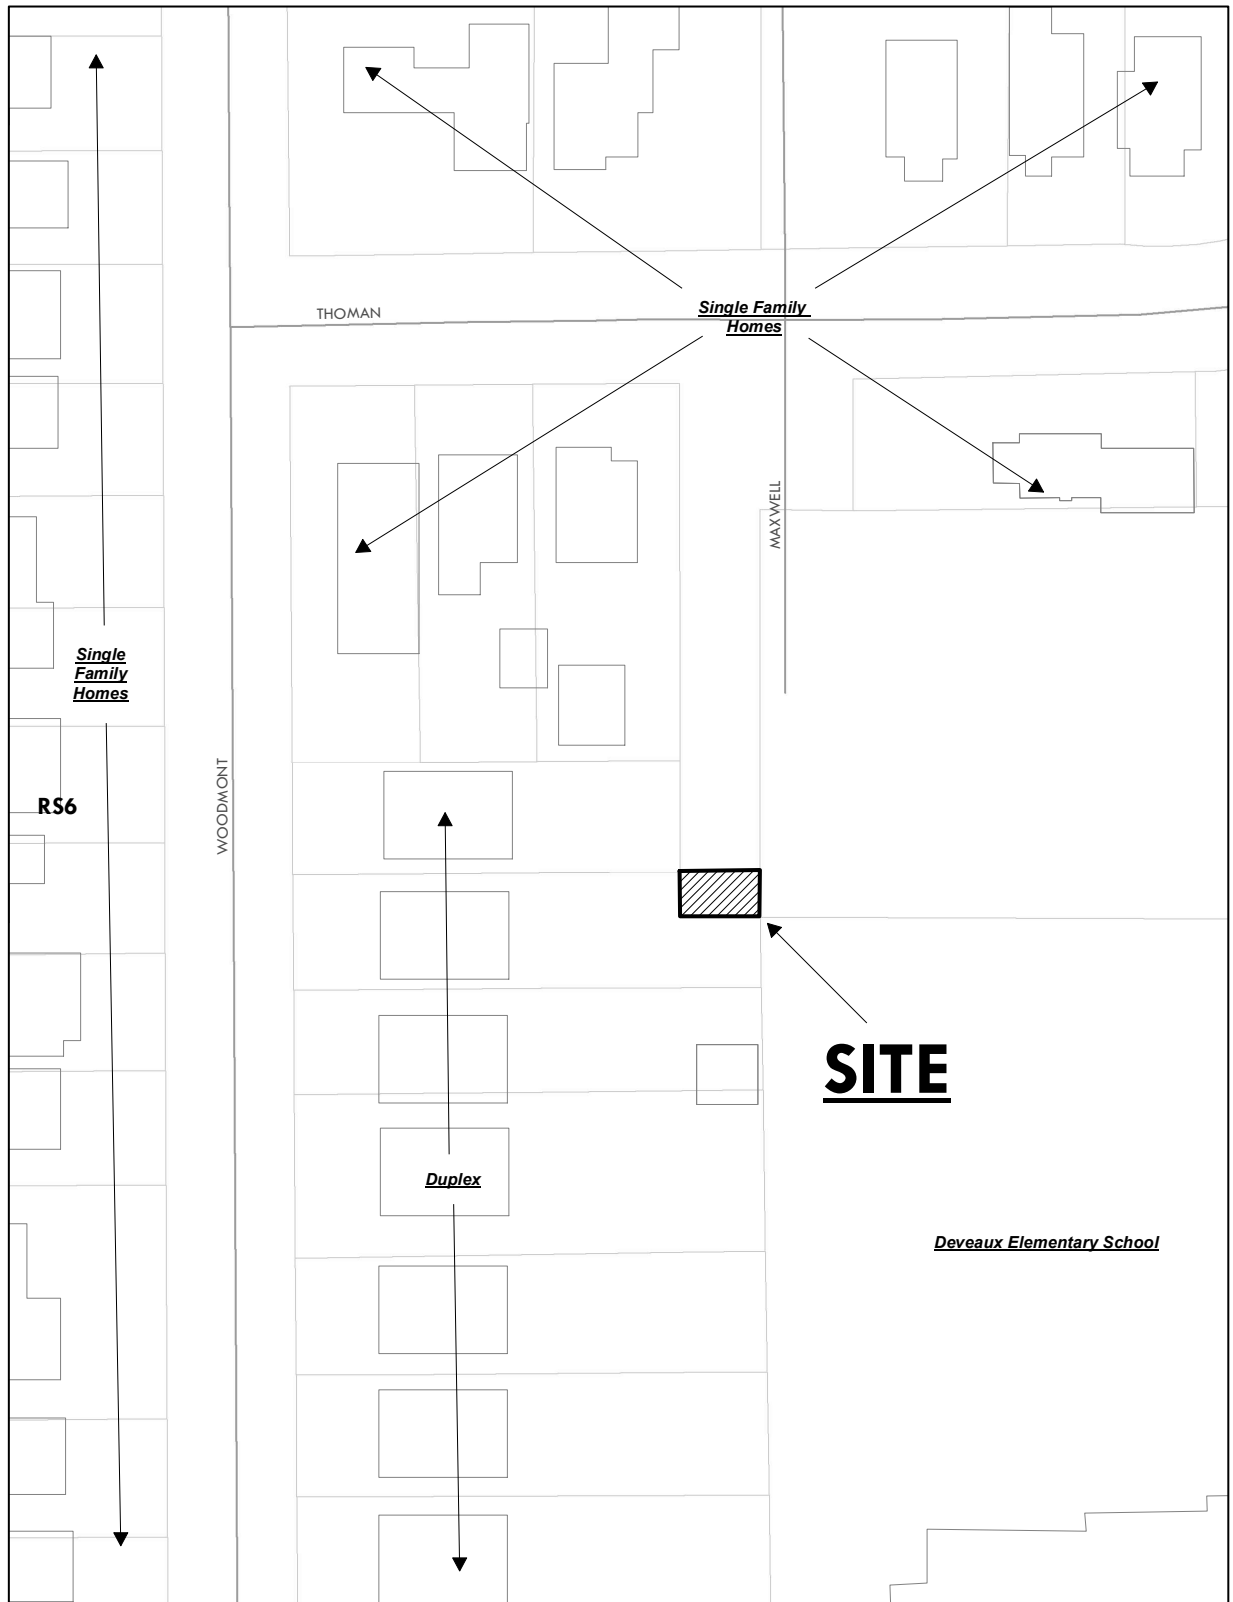 Single Family
Homes
THOMAN
MAXWELL
Single
Family
Homes
WOODMONT
RS6
SITE
Duplex
Deveaux Elementary School